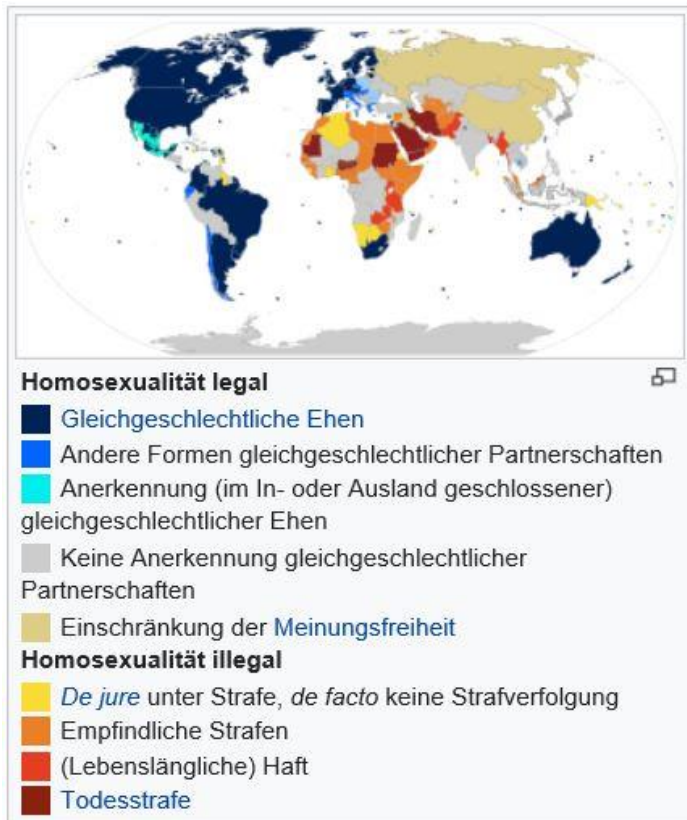 Homosexualität legal
Gleichgeschlechtliche Ehen
Andere Formen gleichgeschlechtlicher Partnerschaften
Anerkennung (im In- oder Ausland geschlossener)
gleichgeschlechtlicher Ehen
Keine Anerkennung gleichgeschlechtlicher
Partnerschaften
Einschränkung der Meinungsfreiheit
Homosexualität illegal
De jure unter Strafe, de facto keine Strafverfolgung
Empfindliche Strafen
(Lebenslängliche) Haft
Todesstrafe